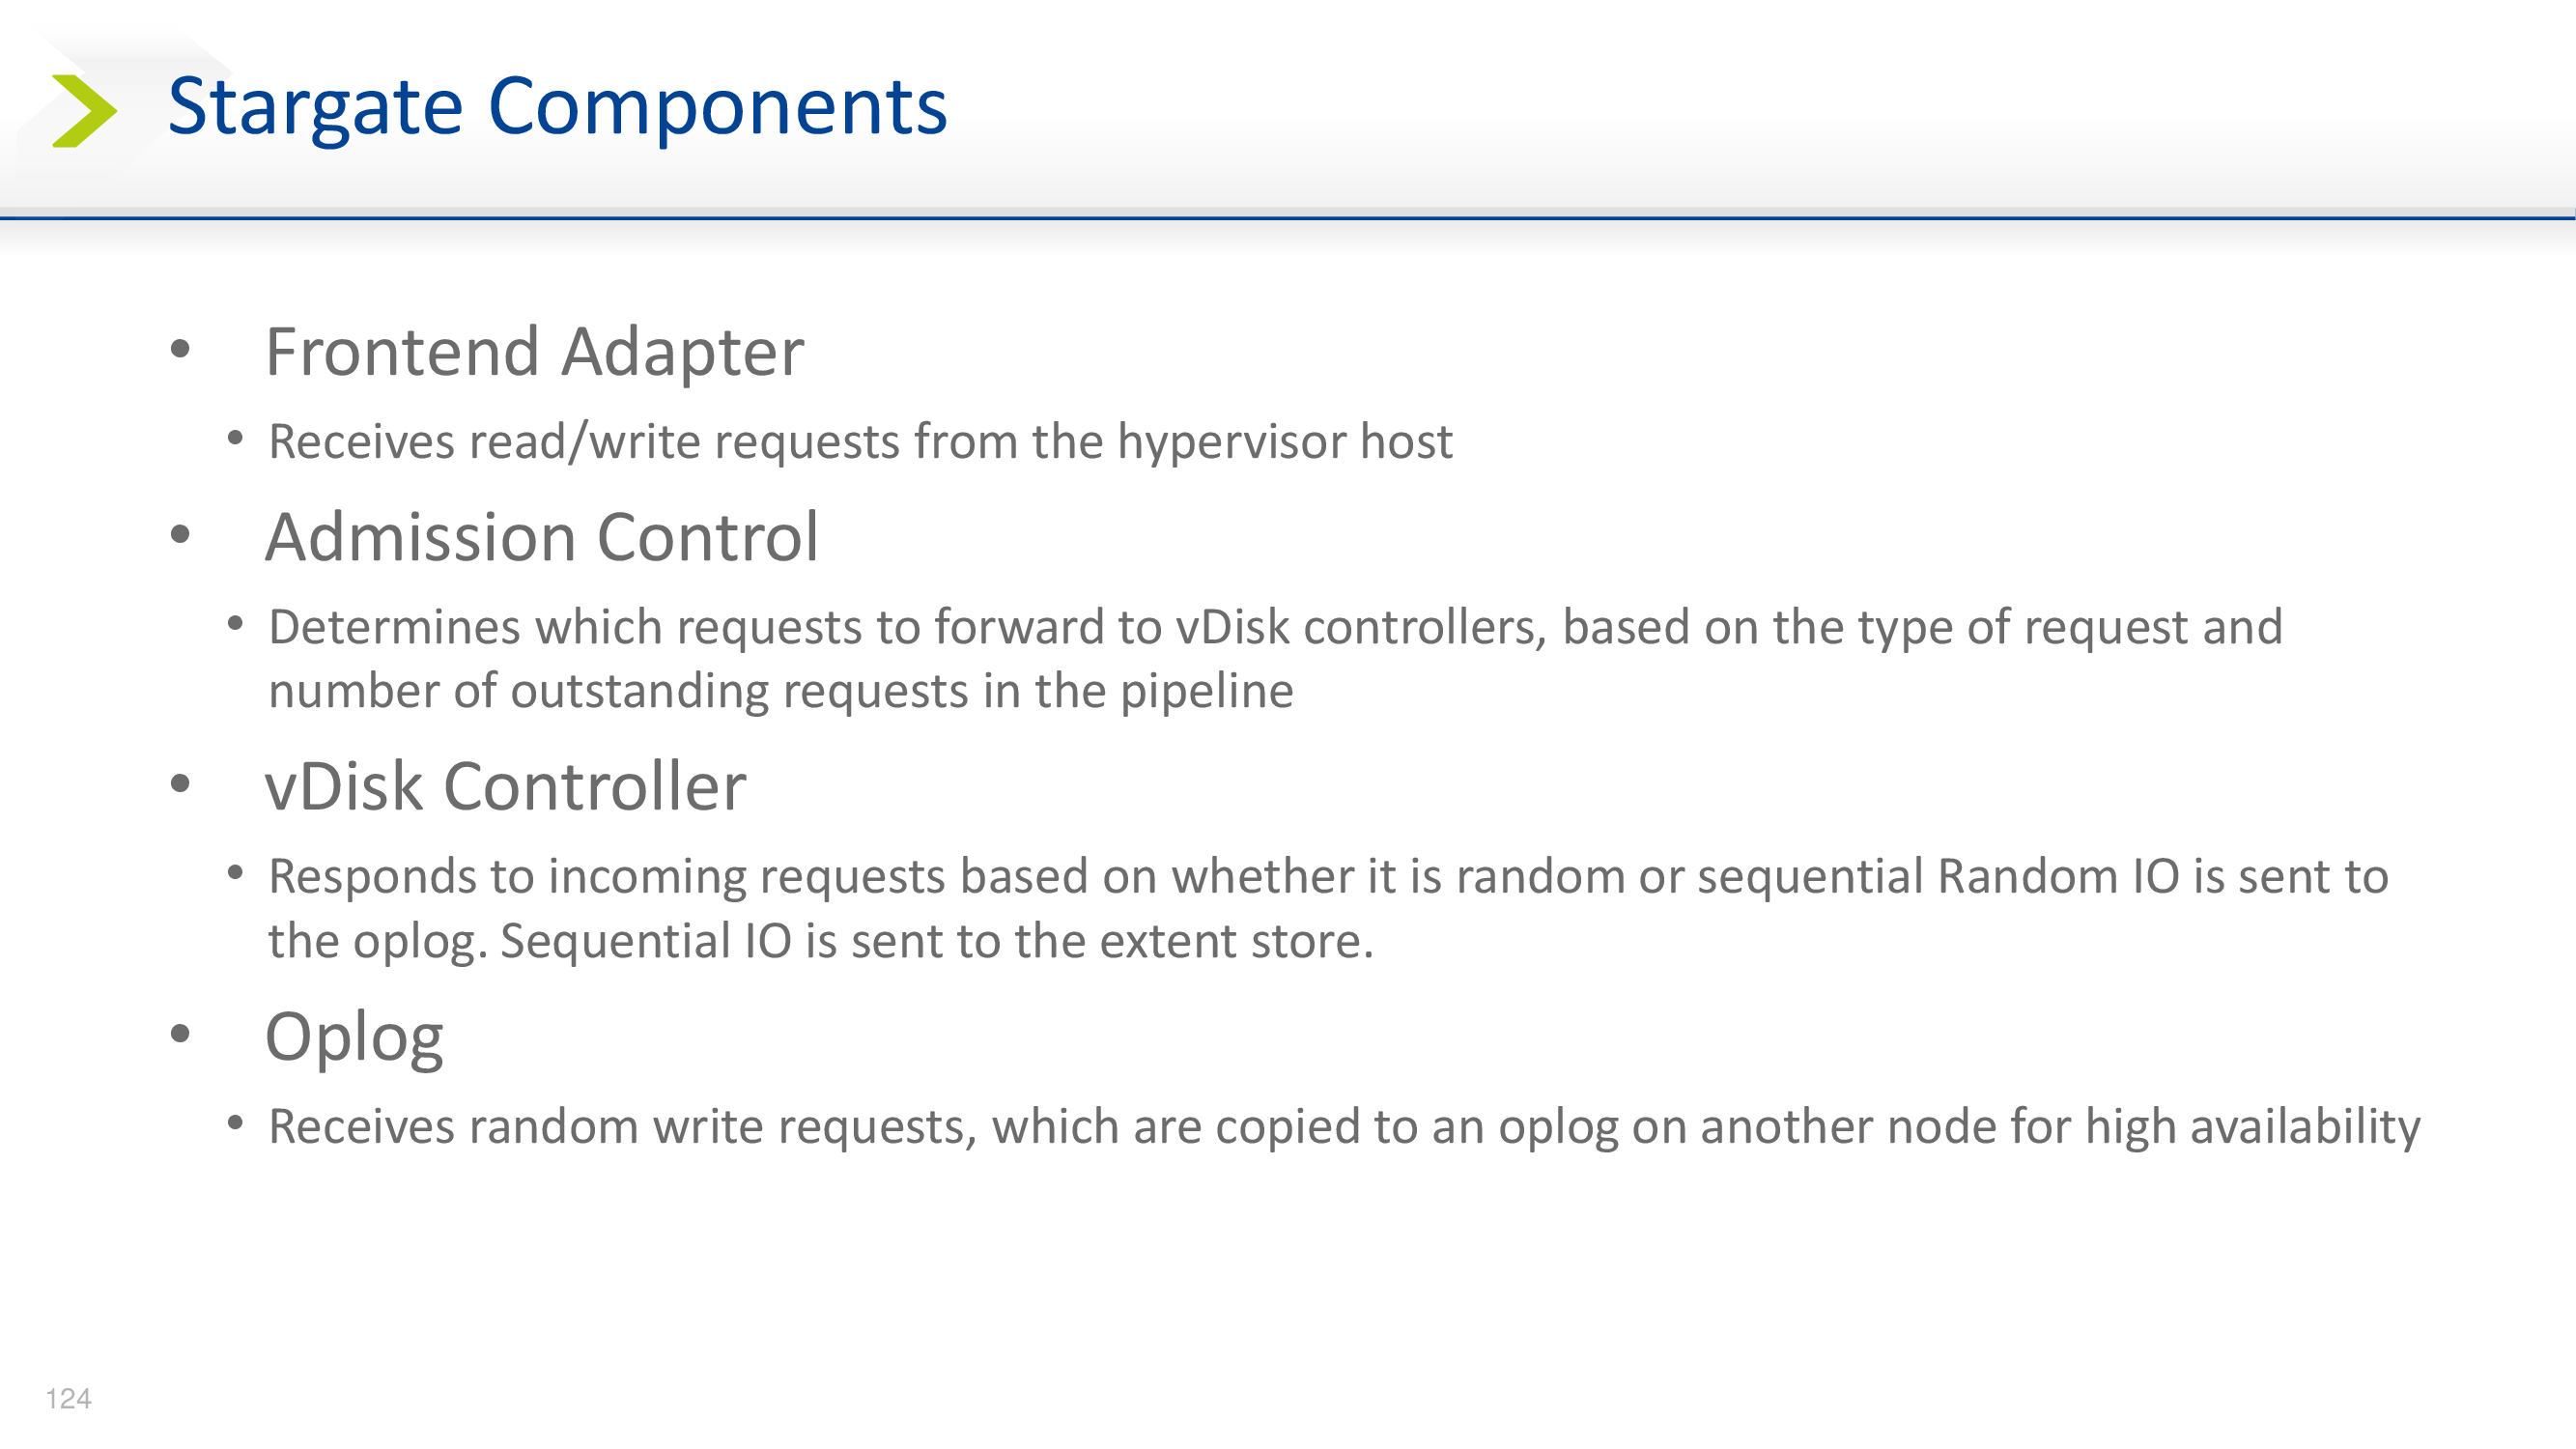 Stargate Components
• Frontend Adapter
• Receives read/write requests from the hypervisor host
• Admission Control
• Determines which requests to forward to vDisk controllers, based on the type of request and
number of outstanding requests in the pipeline
• vDisk Controller
• Responds to incoming requests based on whether it is random or sequential Random IO is sent to
the oplog. Sequential IO is sent to the extent store.
• Oplog
• Receives random write requests, which are copied to an oplog on another node for high availability
124